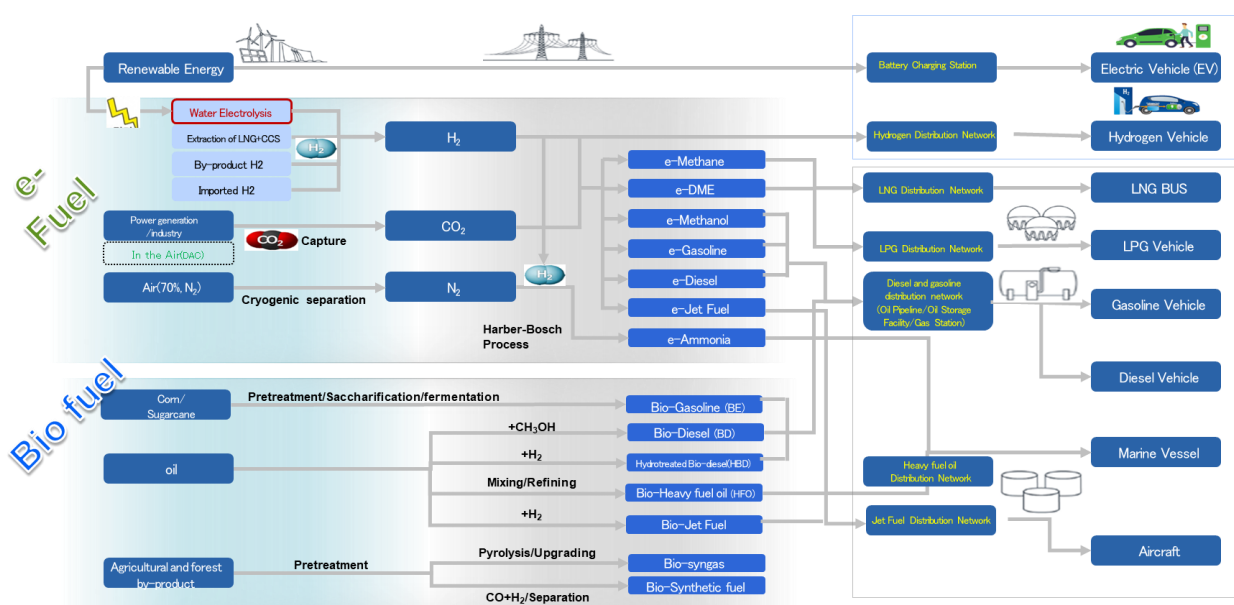 e-
Fuel
Renewable Energy
Battery Charging Station
Electric Vehicle (EV)
Water Electrolysis
Extraction of LNG+CCS
By-product H2
Imported H2
H₂
H₂
H₂
Hydrogen Distribution Network
Hydrogen Vehicle
e-Methane
e-DME
e-Methanol
e-Gasoline
e-Diesel
e-Jet Fuel
e-Ammonia
LNG Distribution Network
LNG BUS
Power generation
/industry
In the Air(DAC)
CO₂
Capture
CO₂
LPG Distribution Network
LPG Vehicle
Air(70%, N₂)
Cryogenic separation
N₂
H₂
Harber-Bosch
Process
Diesel and gasoline
distribution network
(Oil Pipeline/Oil Storage
Facility/Gas Station)
Gasoline Vehicle
Diesel Vehicle
Bio fuel
Corn/
Sugarcane
Pretreatment/Saccharification/fermentation
Bio-Gasoline (BE)
+CH₃OH
Bio-Diesel (BD)
oil
+H₂
Hydrotreated Bio-diesel(HBD)
Mixing/Refining
Bio-Heavy fuel oil (HFO)
+H₂
Bio-Jet Fuel
Heavy fuel oil
Distribution Network
Marine Vessel
Jet Fuel Distribution Network
Aircraft
Agricultural and forest
by-product
Pretreatment
Pyrolysis/Upgrading
Bio-syngas
CO+H₂/Separation
Bio-Synthetic fuel